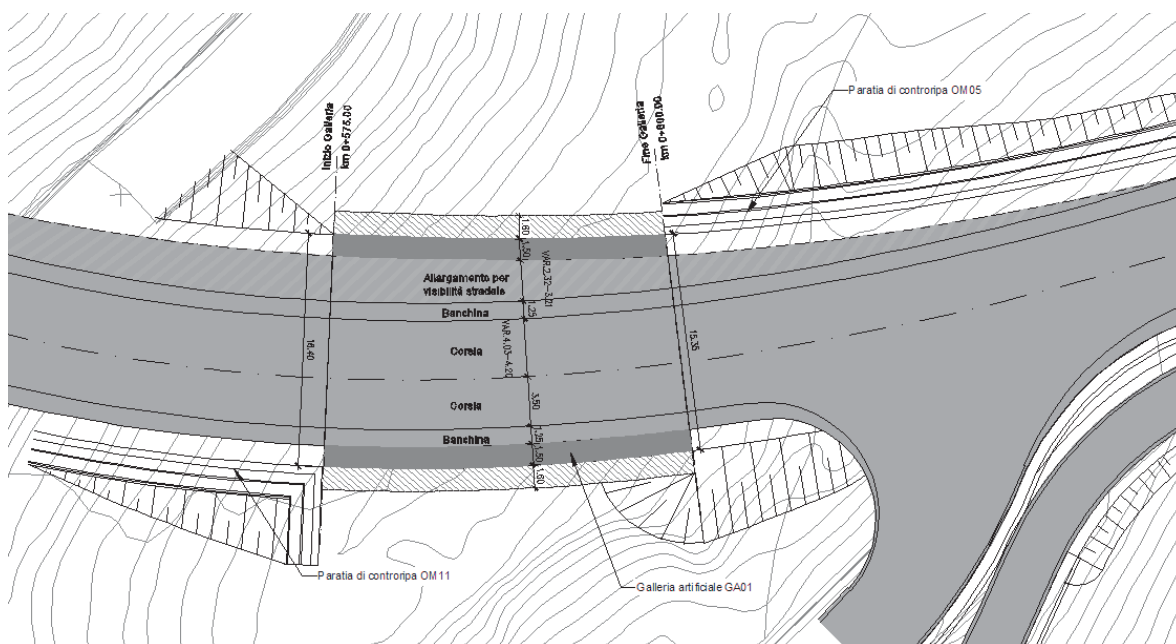 Paratia di controripa OM05
Inizio Galleria
km 0+575.00
Fine Galleria
km 0+600.00
1.60
1.50
VAR.2.32-3.21
Allargamento per
visibilità stradale
1.25
Banchina
VAR.4.03-4.20
Corsia
16.40
15.35
Corsia
3.50
Banchina
1.25
1.50
1.60
Paratia di controripa OM11
Galleria artificiale GA01